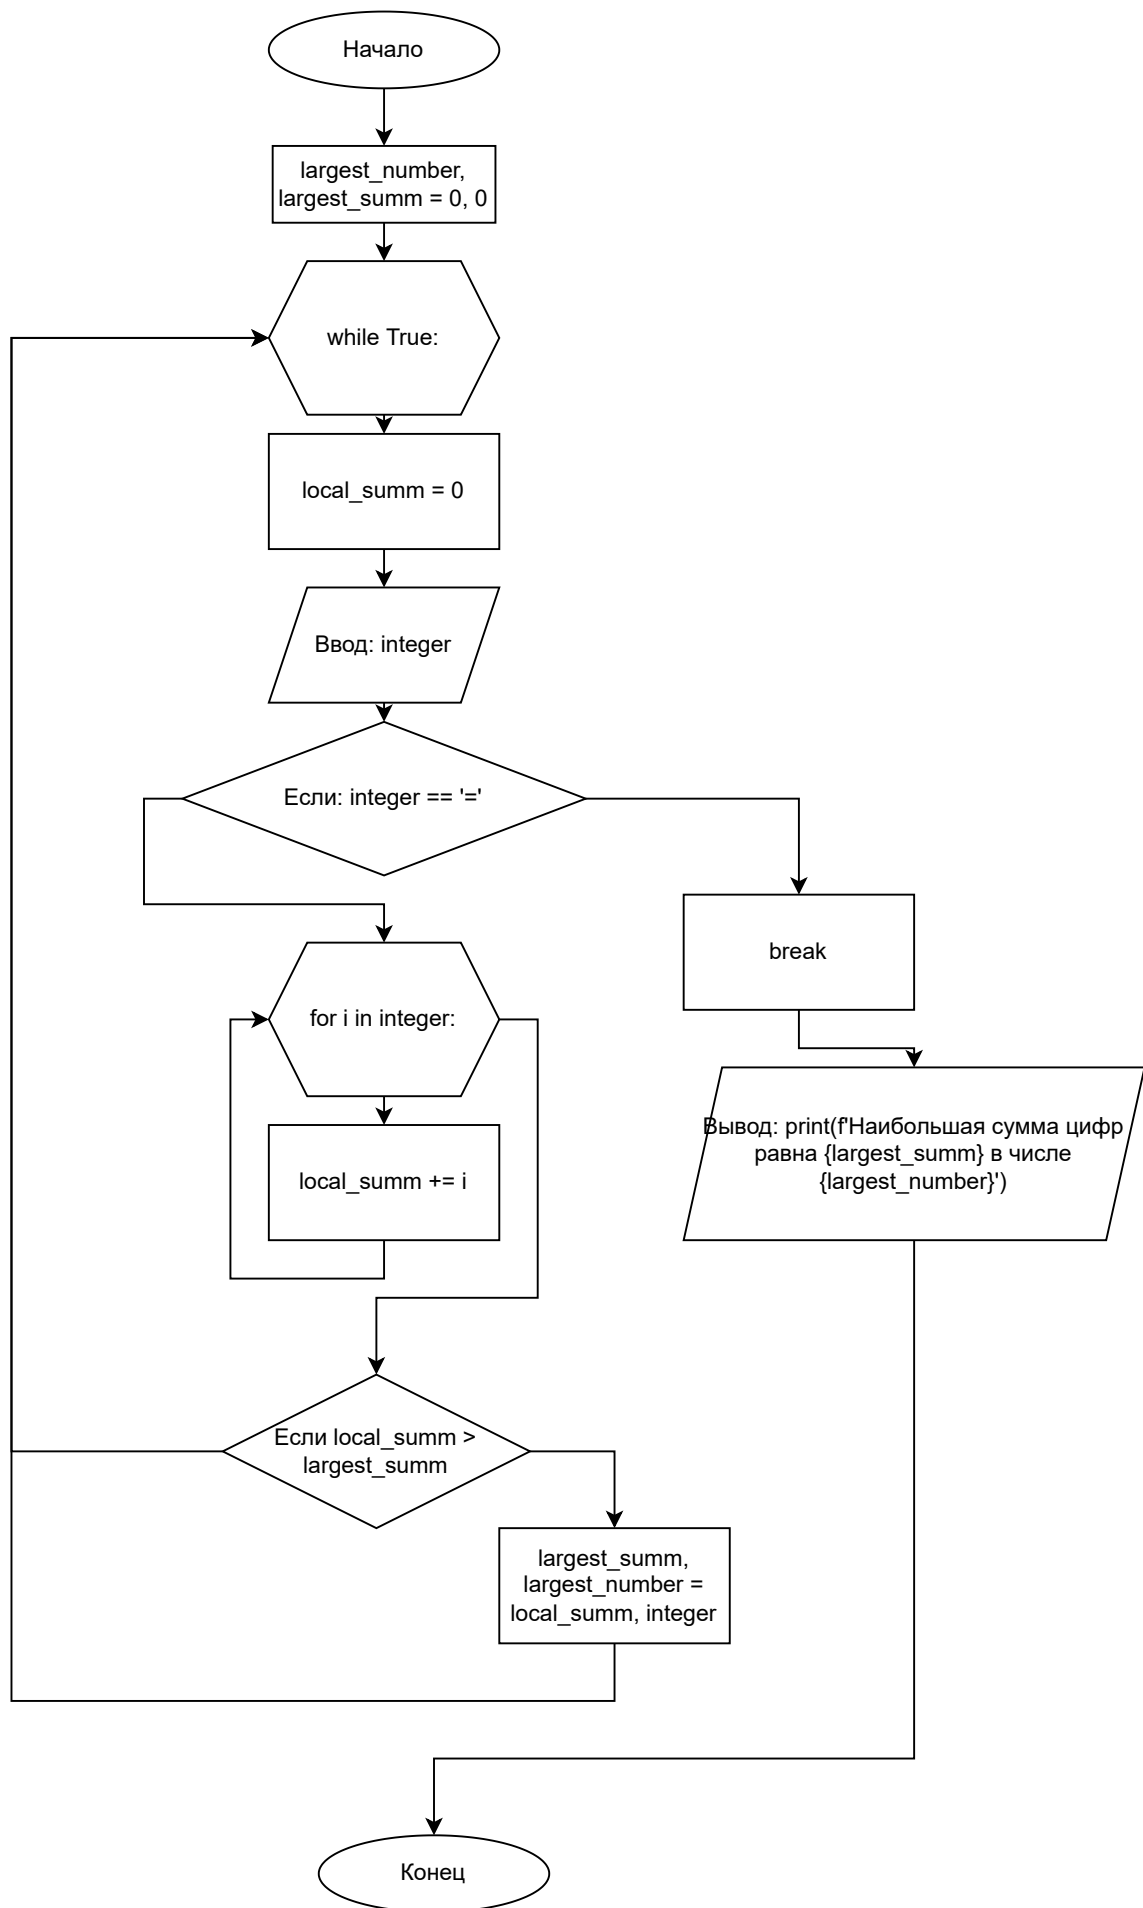 Начало
largest_number,
largest_summ = 0, 0
while True:
local_summ = 0
Ввод: integer
Если: integer == '='
break
for i in integer:
Вывод: print(f'Наибольшая сумма цифр
равна {largest_summ} в числе
{largest_number}')
local_summ += i
Если local_summ >
largest_summ
largest_summ,
largest_number =
local_summ, integer
Конец